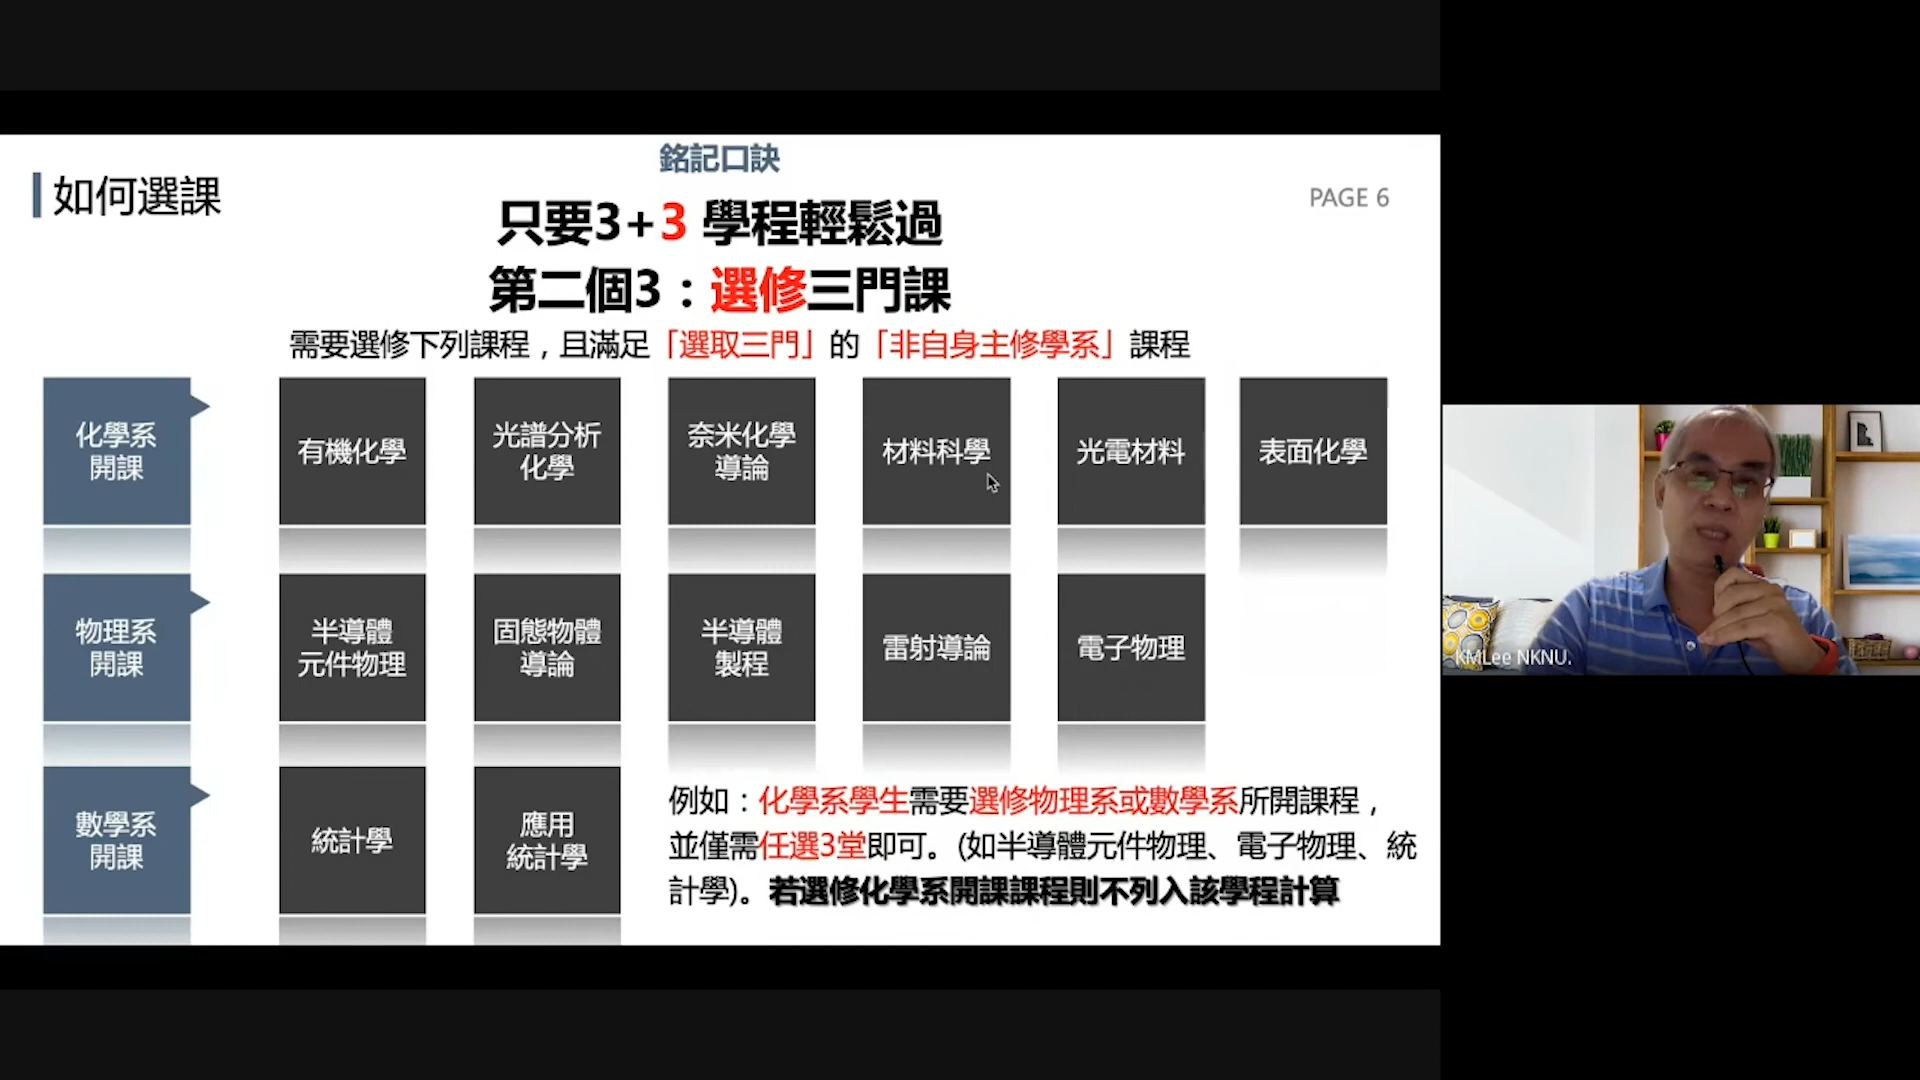 銘記口訣
如何選課
PAGE 6
只要3+3 學程輕鬆過
第二個3：選修三門課
需要選修下列課程，且滿足「選取三門」的「非自身主修學系」課程
化學系
開課
有機化學
光譜分析
化學
奈米化學
導論
材料科學
光電材料
表面化學
物理系
開課
半導體
元件物理
固態物體
導論
半導體
製程
雷射導論
電子物理
數學系
開課
統計學
應用
統計學
例如：化學系學生需要選修物理系或數學系所開課程，
並僅需任選3堂即可。(如半導體元件物理、電子物理、統
計學)。若選修化學系開課課程則不列入該學程計算
KMLee NKNU.